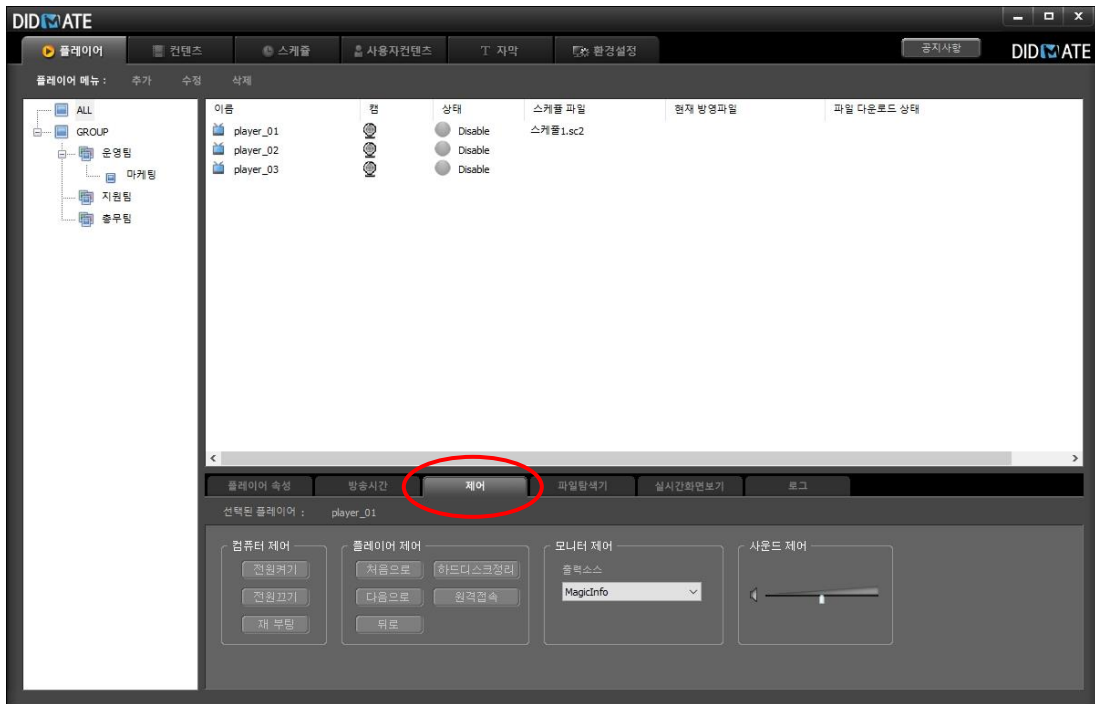 DIDMATE
플레이어 컨텐츠 스케줄 사용자컨텐츠 T 자막 환경설정 공지사항 DIDMATE
플레이어 메뉴 : 추가 수정 삭제
ALL
GROUP
운영팀
마케팅
지원팀
총무팀
이름 캠 상태 스케쥴 파일 현재 방영파일 파일 다운로드 상태
player_01 Disable 스케쥴1.sc2
player_02 Disable
player_03 Disable
플레이어 속성 방송시간 제어 파일탐색기 실시간화면보기 로그
선택된 플레이어 : player_01
컴퓨터 제어
전원켜기
전원끄기
재 부팅
플레이어 제어
처음으로 하드디스크정리
다음으로 원격접속
뒤로
모니터 제어
출력소스
MagicInfo
사운드 제어